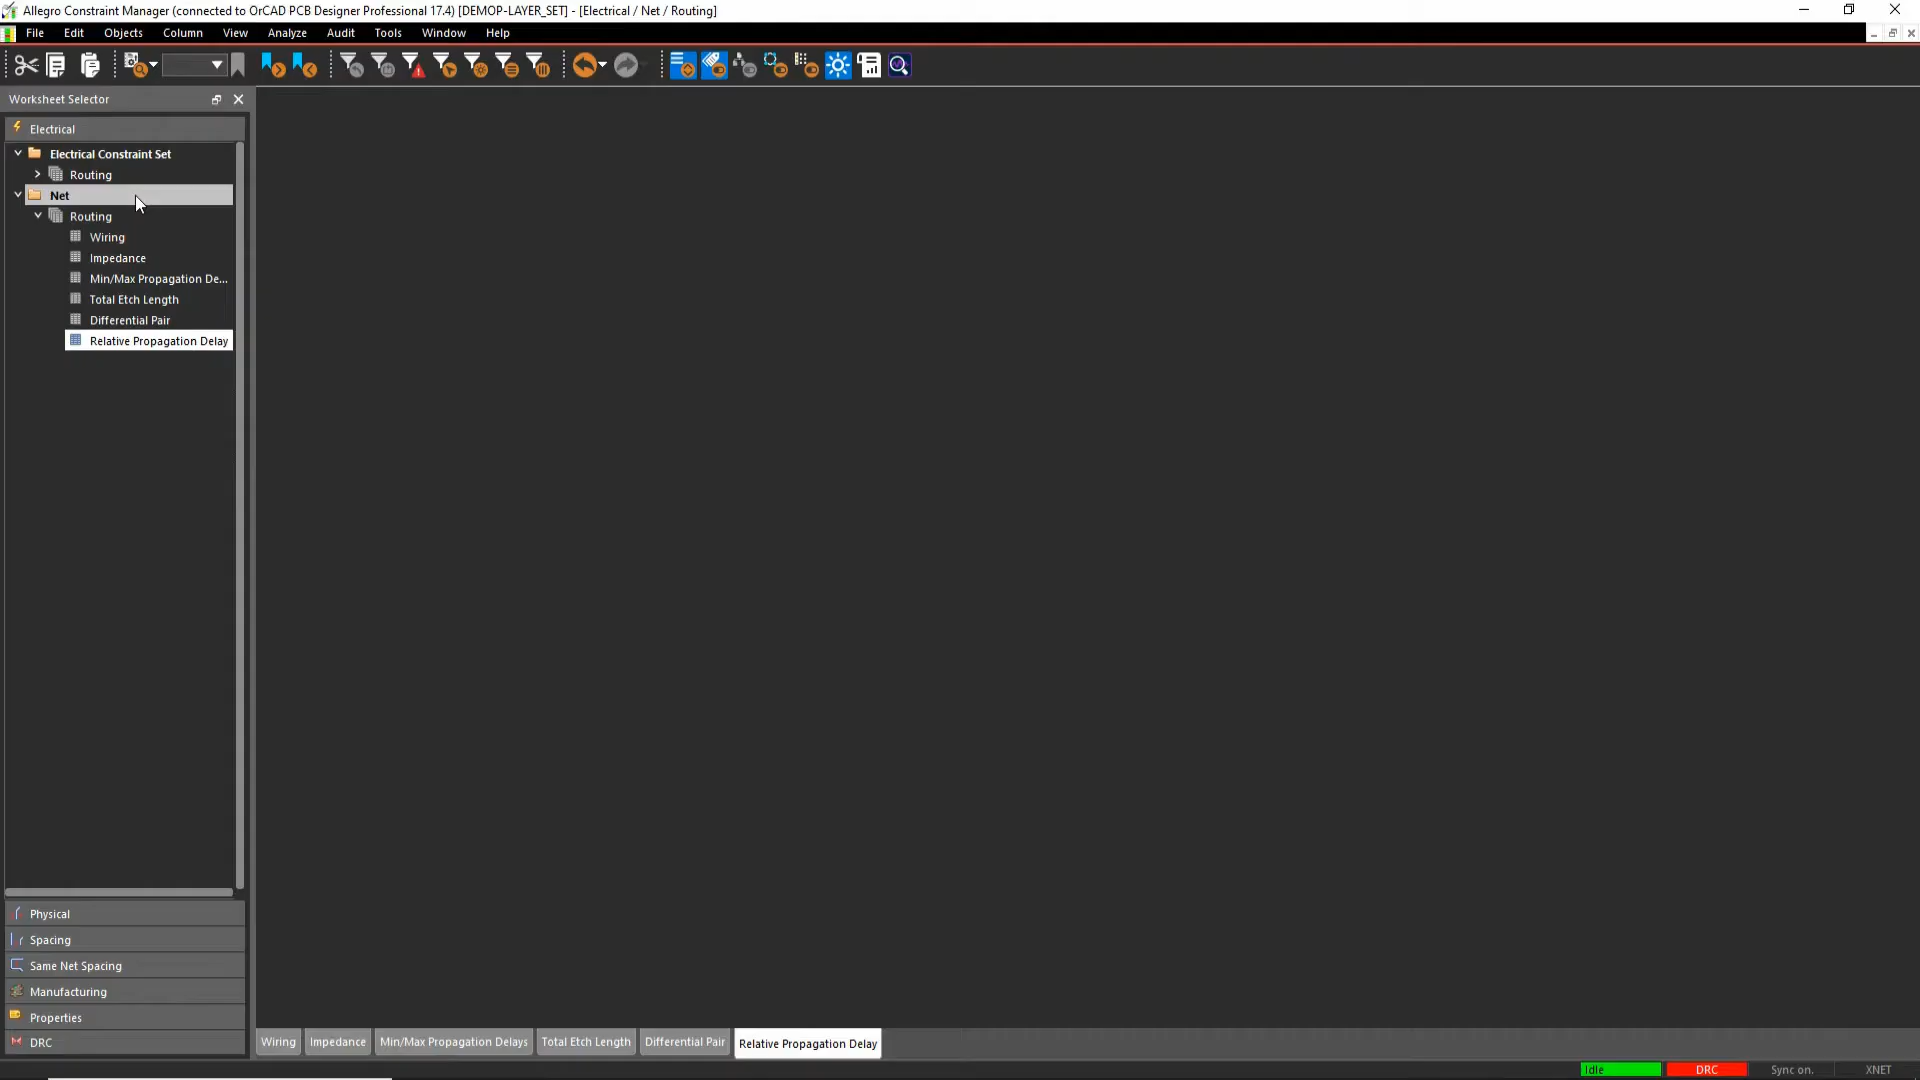 Allegro Constraint Manager (connected to OrCAD PCB Designer Professional 17.4) [DEMOP-LAYER_SET] - [Electrical / Net / Routing]
File Edit Objects Column View Analyze Audit Tools Window Help
Worksheet Selector
Electrical
Electrical Constraint Set
Routing
Net
Routing
Wiring
Impedance
Min/Max Propagation De...
Total Etch Length
Differential Pair
Relative Propagation Delay
Physical
Spacing
Same Net Spacing
Manufacturing
Properties
DRC
Wiring Impedance Min/Max Propagation Delays Total Etch Length Differential Pair Relative Propagation Delay
Idle DRC Sync on. XNET